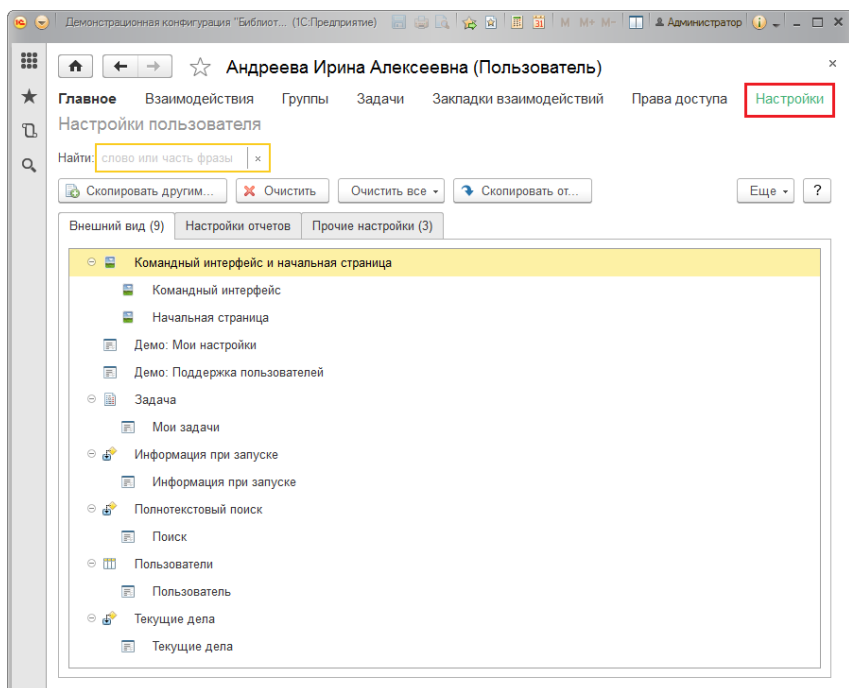 Демонстрационная конфигурация "Библиот... (1С:Предприятие) 31 M M+ M- Администратор
Андреева Ирина Алексеевна (Пользователь)
Главное Взаимодействия Группы Задачи Закладки взаимодействий Права доступа Настройки
Настройки пользователя
Найти: слово или часть фразы ×
Скопировать другим... Очистить Очистить все Скопировать от... Еще ?
Внешний вид (9) Настройки отчетов Прочие настройки (3)
Командный интерфейс и начальная страница
Командный интерфейс
Начальная страница
Демо: Мои настройки
Демо: Поддержка пользователей
Задача
Мои задачи
Информация при запуске
Информация при запуске
Полнотекстовый поиск
Поиск
Пользователи
Пользователь
Текущие дела
Текущие дела